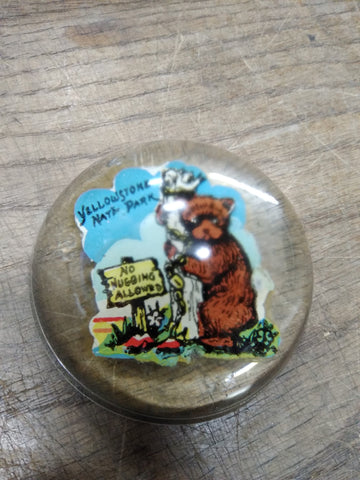 YELLOWSTONE
NAT'L PARK
NO
HUGGING
ALLOWED